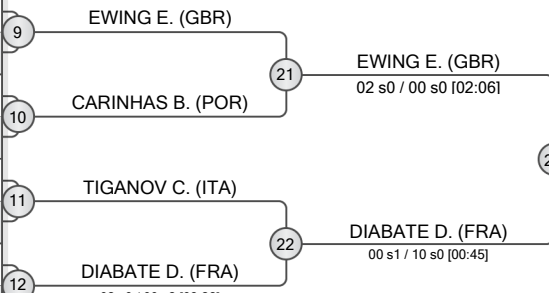 EWING E. (GBR)
9
EWING E. (GBR)
21
02 s0 / 00 s0 [02:06]
CARINHAS B. (POR)
10
TIGANOV C. (ITA)
11
DIABATE D. (FRA)
22
00 s1 / 10 s0 [00:45]
DIABATE D. (FRA)
12